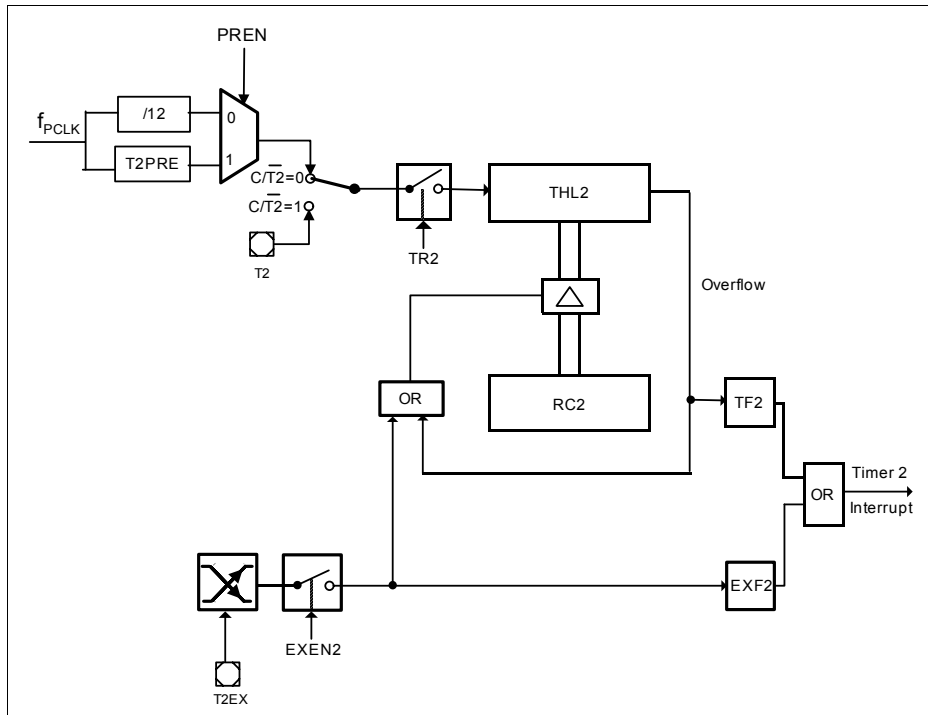 PREN
f PCLK
/12
0
T2PRE
1
C/T2=0
C/T2=1
T2
TR2
THL2
Overflow
OR
RC2
TF2
OR
Timer 2
Interrupt
EXF2
EXEN2
T2EX